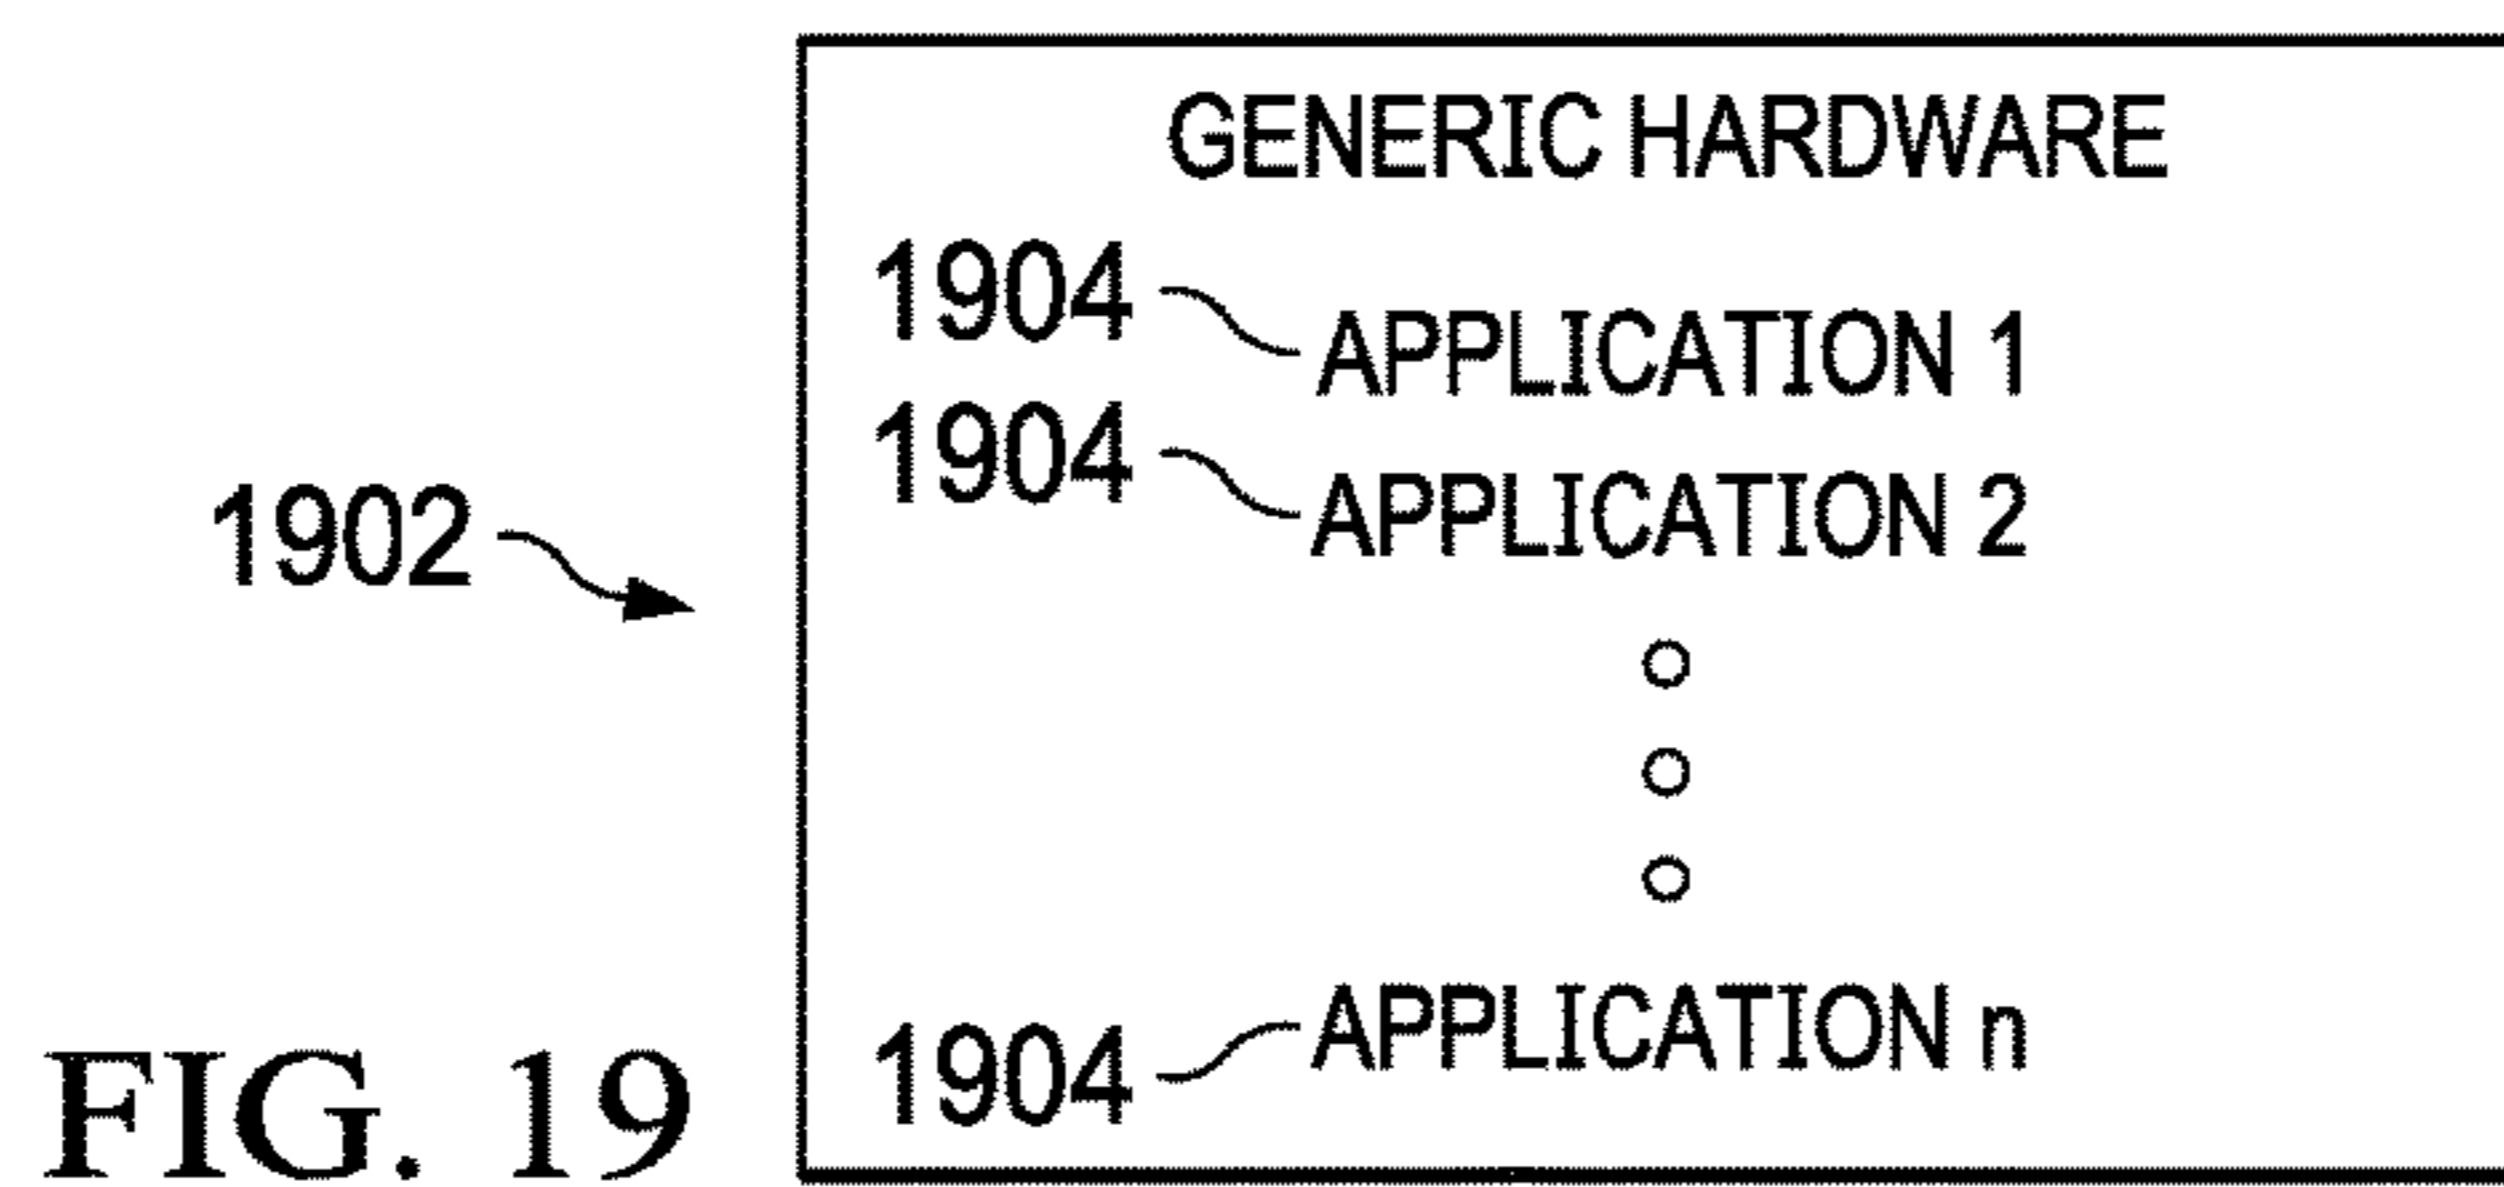 GENERIC HARDWARE
1904 APPLICATION 1
1904 APPLICATION 2
1902
1904 APPLICATION n
FIG. 19